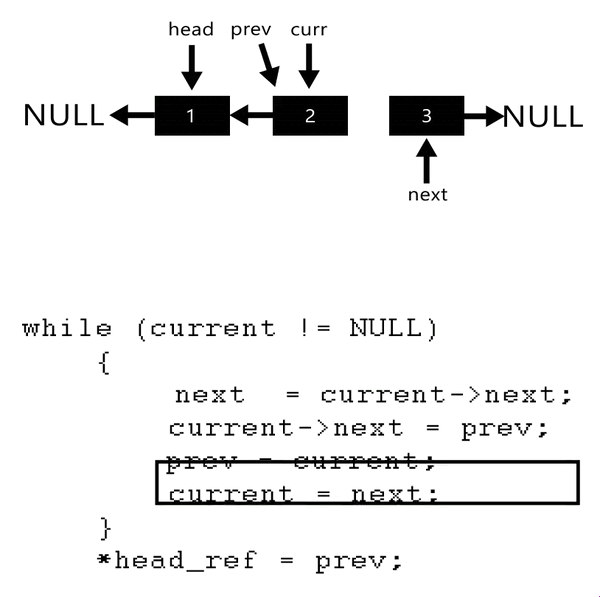 head prev curr
NULL 1 2 3 NULL
next
while (current != NULL)
{
next = current->next;
current->next = prev;
prev = current;
current = next;
}
*head_ref = prev;